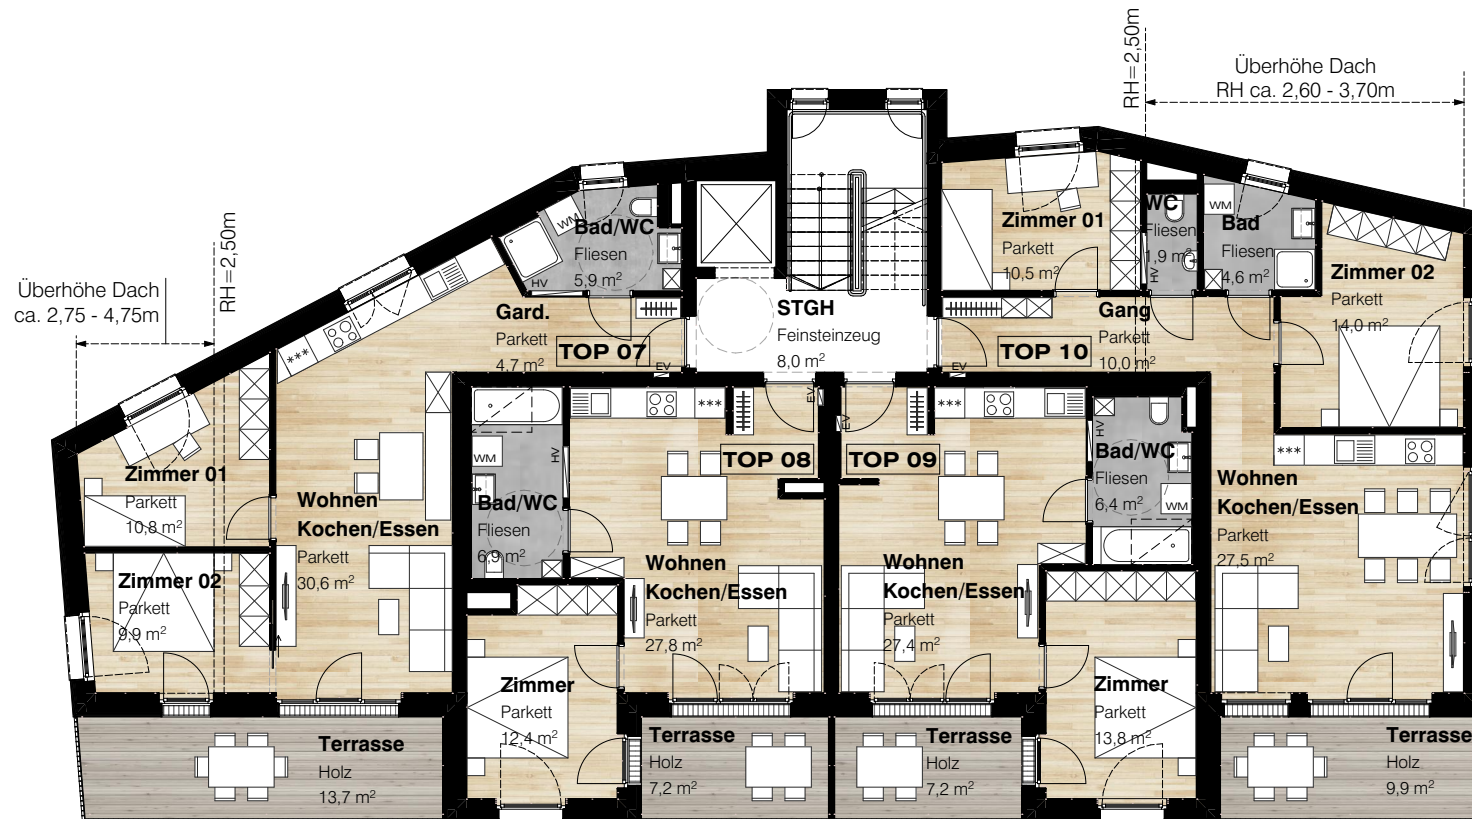 Überhöhe Dach
RH ca. 2,60 - 3,70m
RH=2,50m
Überhöhe Dach
ca. 2,75 - 4,75m
RH=2,50m
WM
Bad/WC
Fliesen
5,9 m²
HV
Gard.
Parkett
4,7 m²
TOP 07
EV
STGH
Feinsteinzeug
8,0 m²
Zimmer 01
Parkett
10,5 m²
WC
Fliesen
1,9 m²
HV
WM
Bad
Fliesen
4,6 m²
Zimmer 02
Parkett
14,0 m²
Gang
Parkett
10,0 m²
TOP 10
EV
***
Zimmer 01
Parkett
10,8 m²
Zimmer 02
Parkett
9,9 m²
Wohnen
Kochen/Essen
Parkett
30,6 m²
Terrasse
Holz
13,7 m²
WM
HV
Bad/WC
Fliesen
6,9 m²
***
EV
TOP 08
Wohnen
Kochen/Essen
Parkett
27,8 m²
Zimmer
Parkett
12,4 m²
Terrasse
Holz
7,2 m²
EV
***
TOP 09
Wohnen
Kochen/Essen
Parkett
27,4 m²
HV
Bad/WC
Fliesen
6,4 m²
WM
Zimmer
Parkett
13,8 m²
Terrasse
Holz
7,2 m²
***
Wohnen
Kochen/Essen
Parkett
27,5 m²
Terrasse
Holz
9,9 m²